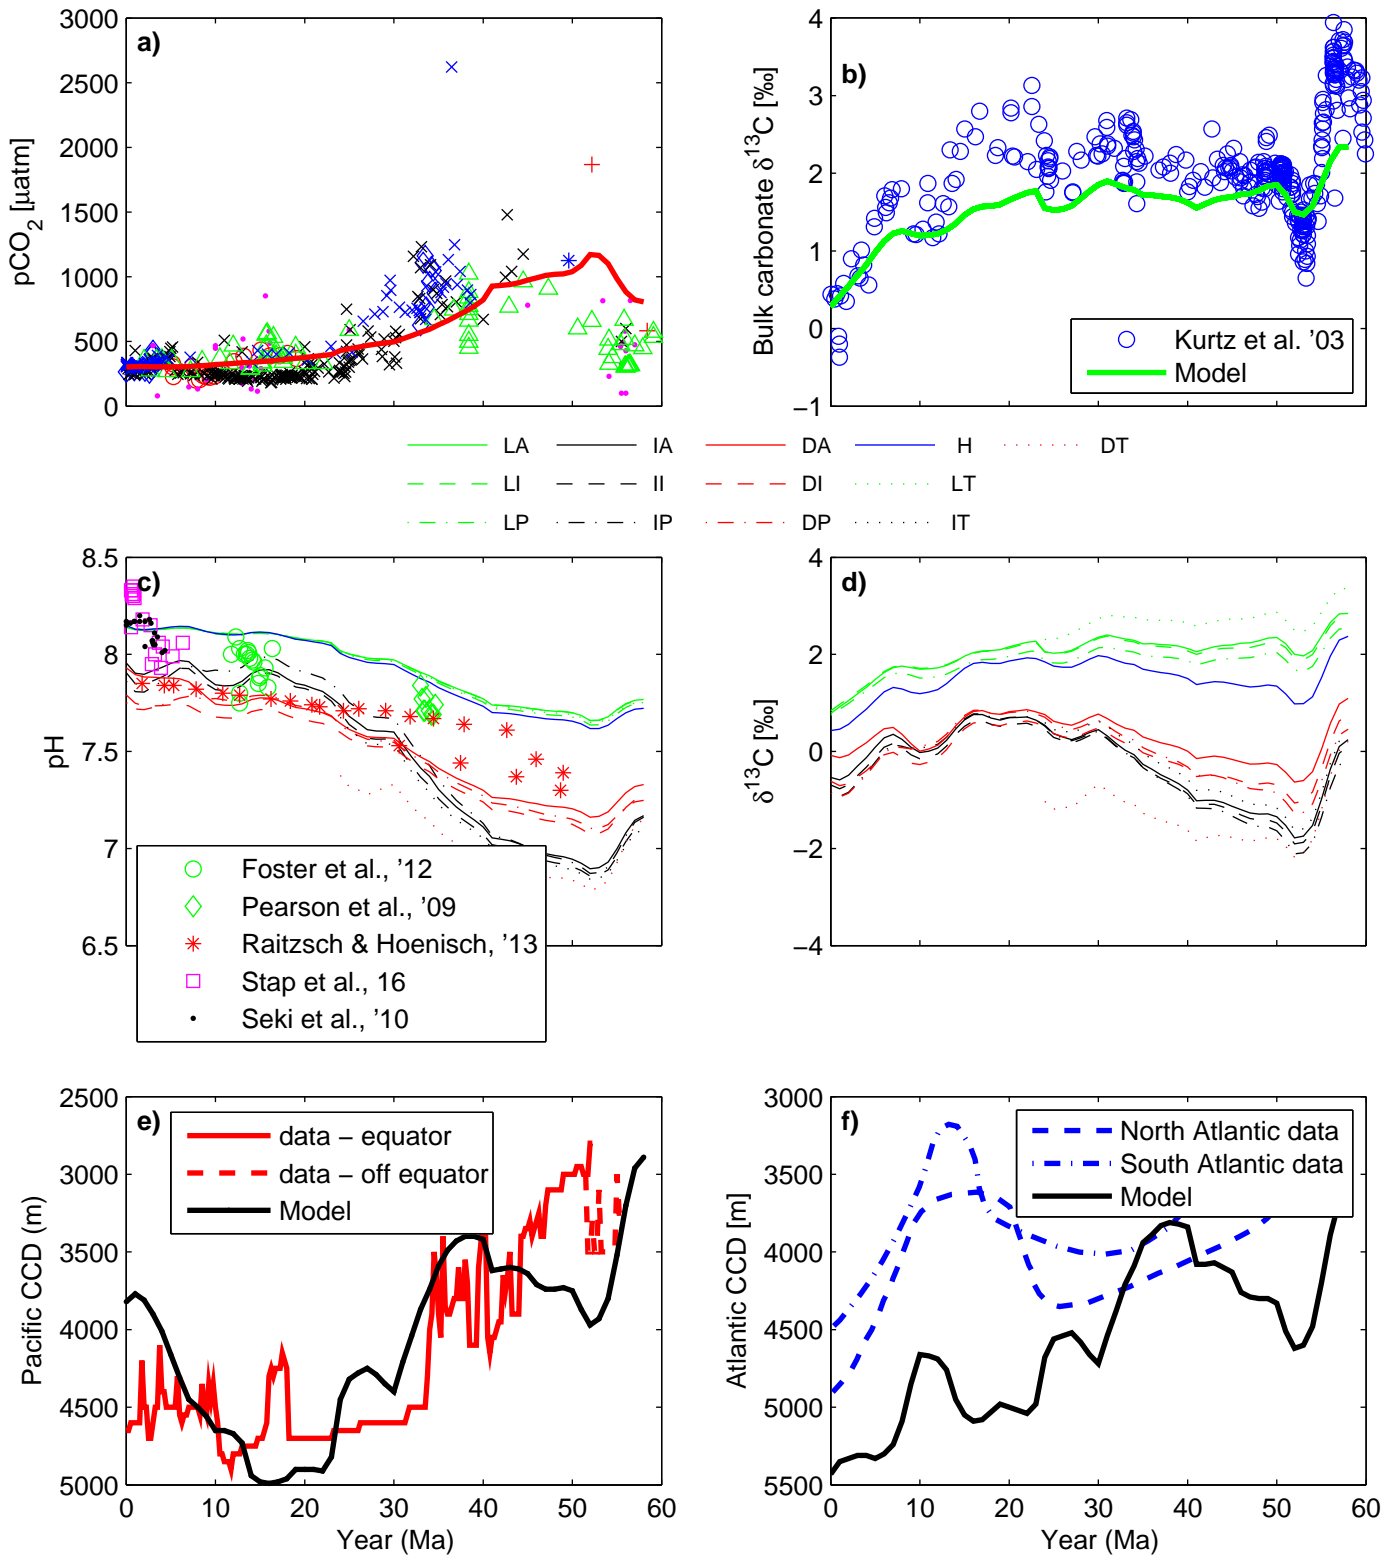 a)
3000
2500
2000
1500
1000
500
0
pCO2 [µatm]
b)
4
3
2
1
0
−1
Bulk carbonate δ13C [‰]
Kurtz et al. '03
Model
LA
IA
DA
H
DT
LI
II
DI
LT
LP
IP
DP
IT
c)
8.5
8
7.5
7
6.5
pH
Foster et al., ’12
Pearson et al., ’09
Raitzsch & Hoenisch, ’13
Stap et al., 16
Seki et al., ’10
d)
4
2
0
−2
−4
δ13C [‰]
e)
2500
3000
3500
4000
4500
5000
Pacific CCD (m)
data − equator
data − off equator
Model
0 10 20 30 40 50 60
Year (Ma)
f)
3000
3500
4000
4500
5000
5500
Atlantic CCD [m]
North Atlantic data
South Atlantic data
Model
0 10 20 30 40 50 60
Year (Ma)